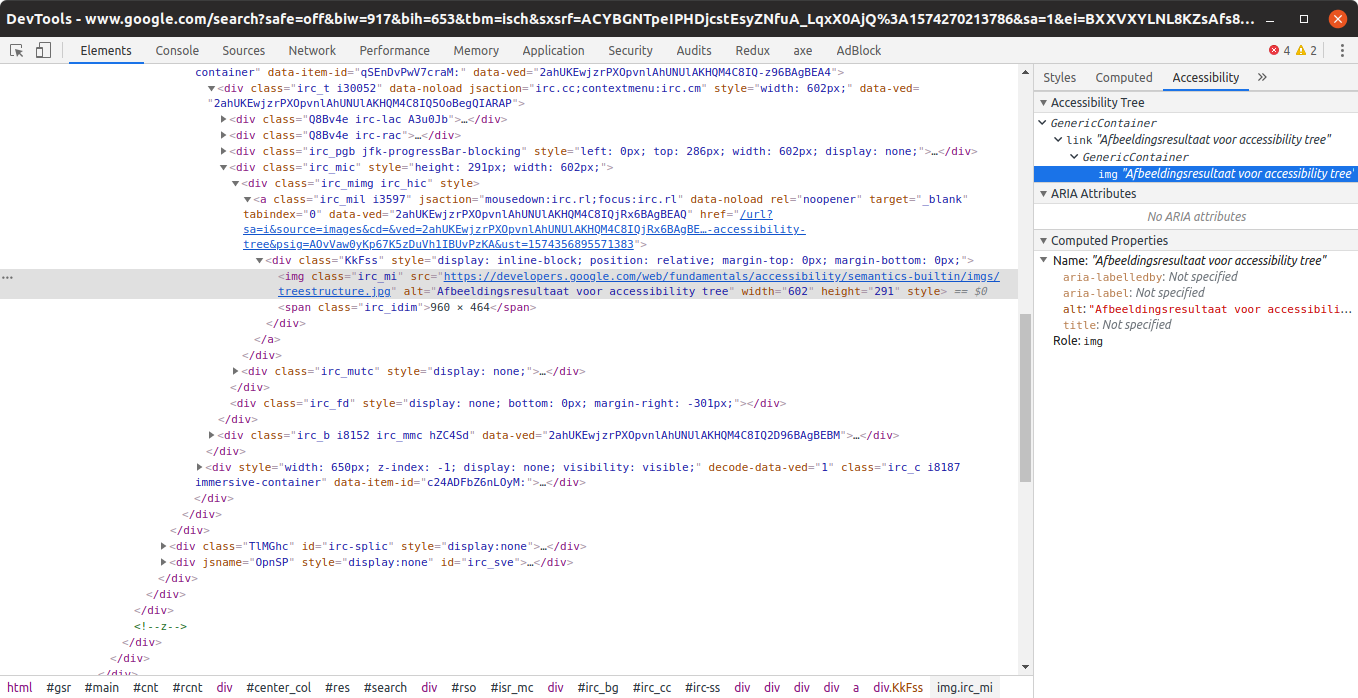 DevTools - www.google.com/search?safe=off&biw=917&bih=653&tbm=isch&sxsrf=ACYBGNTpeIPHDjcstEsyZNfuA_LqxX0AjQ%3A1574270213786&sa=1&ei=BXXVXYLNL8KZsAfs8...
Elements Console Sources Network Performance Memory Application Security Audits Redux axe AdBlock 4 2
container" data-item-id="qSEnDvPwV7craM:" data-ved="2ahUKEwjzrPXOpvnlAhUNUlAKHQM4C8IQ-z96BAgBEA4">
<div class="irc_t i30052" data-noload jsaction="irc.cc;contextmenu:irc.cm" style="width: 602px;" data-ved=
"2ahUKEwjzrPXOpvnlAhUNUlAKHQM4C8IQ5OoBegQIARAP">
<div class="Q8Bv4e irc-lac A3u0Jb">…</div>
<div class="Q8Bv4e irc-rac">…</div>
<div class="irc_pgb jfk-progressBar-blocking" style="left: 0px; top: 286px; width: 602px; display: none;">…</div>
<div class="irc_mic" style="height: 291px; width: 602px;">
<div class="irc_mimg irc_hic" style>
<a class="irc_mil i3597" jsaction="mousedown:irc.rl;focus:irc.rl" data-noload rel="noopener" target="_blank"
tabindex="0" data-ved="2ahUKEwjzrPXOpvnlAhUNUlAKHQM4C8IQjRx6BAgBEAQ" href="/url?
sa=i&source=images&cd=&ved=2ahUKEwjzrPXOpvnlAhUNUlAKHQM4C8IQjRx6BAgBE…-accessibility-
tree&psig=AOvVaw0yKp67K5zDuVh1IBUvPzKA&ust=1574356895571383">
<div class="KkFss" style="display: inline-block; position: relative; margin-top: 0px; margin-bottom: 0px;">
<img class="irc_mi" src="https://developers.google.com/web/fundamentals/accessibility/semantics-builtin/imgs/
treestructure.jpg" alt="Afbeeldingsresultaat voor accessibility tree" width="602" height="291" style> == $0
<span class="irc_idim">960 × 464</span>
</div>
</a>
</div>
<div class="irc_mutc" style="display: none;">…</div>
</div>
<div class="irc_fd" style="display: none; bottom: 0px; margin-right: -301px;"></div>
</div>
<div class="irc_b i8152 irc_mmc hZC4Sd" data-ved="2ahUKEwjzrPXOpvnlAhUNUlAKHQM4C8IQ2D96BAgBEBM">…</div>
</div>
<div style="width: 650px; z-index: -1; display: none; visibility: visible;" decode-data-ved="1" class="irc_c i8187
immersive-container" data-item-id="c24ADFbZ6nLOyM:">…</div>
</div>
</div>
</div>
<div class="TlMGhc" id="irc-splic" style="display:none">…</div>
<div jsname="OpnSP" style="display:none" id="irc_sve">…</div>
</div>
</div>
</div>
<!--z-->
</div>
</div>
</div>
html #gsr #main #cnt #rcnt div #center_col #res #search div #rso #isr_mc div #irc_bg #irc_cc #irc-ss div div div div a div.KkFss img.irc_mi
Styles Computed Accessibility »
Accessibility Tree
GenericContainer
link "Afbeeldingsresultaat voor accessibility tree"
GenericContainer
img "Afbeeldingsresultaat voor accessibility tree"
ARIA Attributes
No ARIA attributes
Computed Properties
Name: "Afbeeldingsresultaat voor accessibility tree"
aria-labelledby: Not specified
aria-label: Not specified
alt: "Afbeeldingsresultaat voor accessibili...
title: Not specified
Role: img